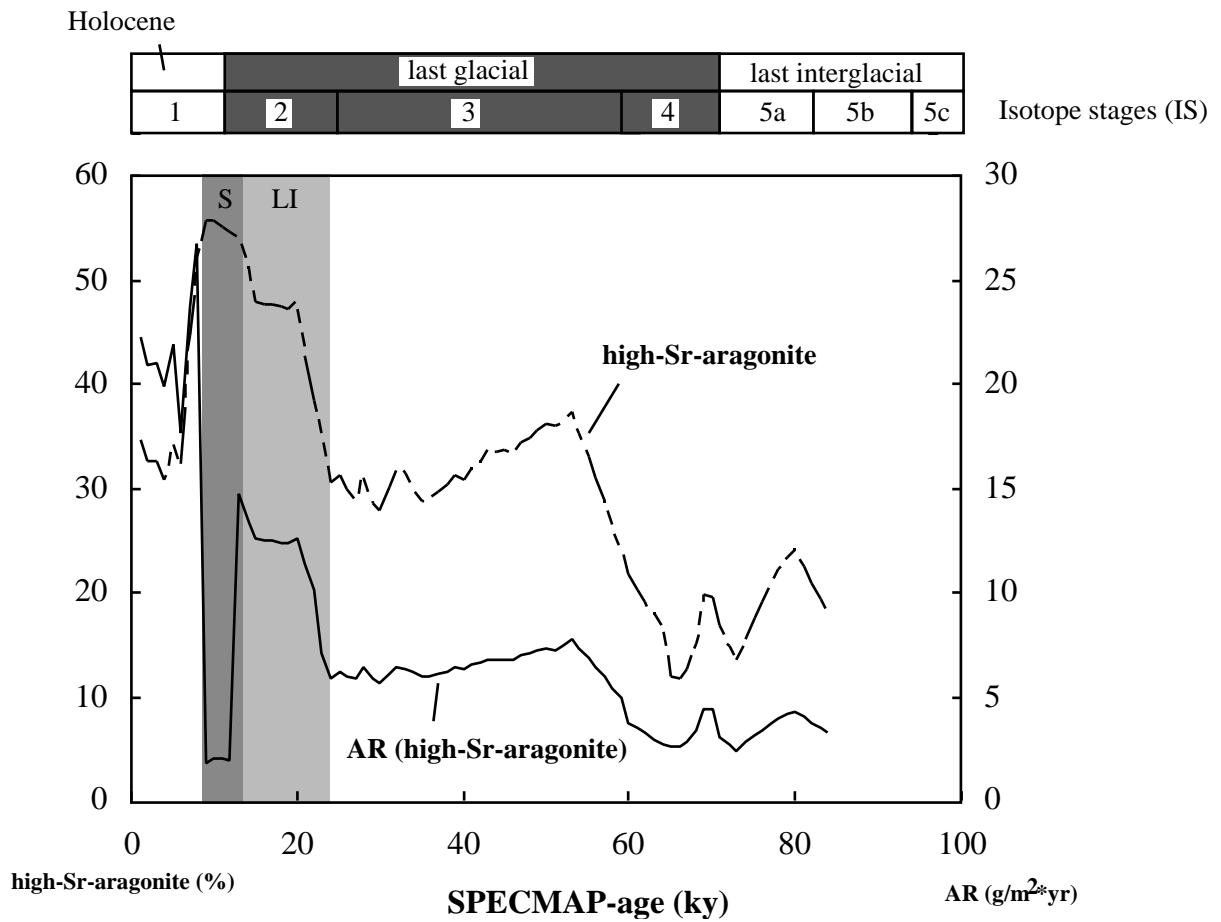 Holocene
last glacial last interglacial
1 2 3 4 5a 5b 5c Isotope stages (IS)
60 30
S LI
50 25
high-Sr-aragonite
40 20
30 15
20 10
10 5
AR (high-Sr-aragonite)
0 0
0 20 40 60 80 100
high-Sr-aragonite (%) SPECMAP-age (ky) AR (g/m²*yr)